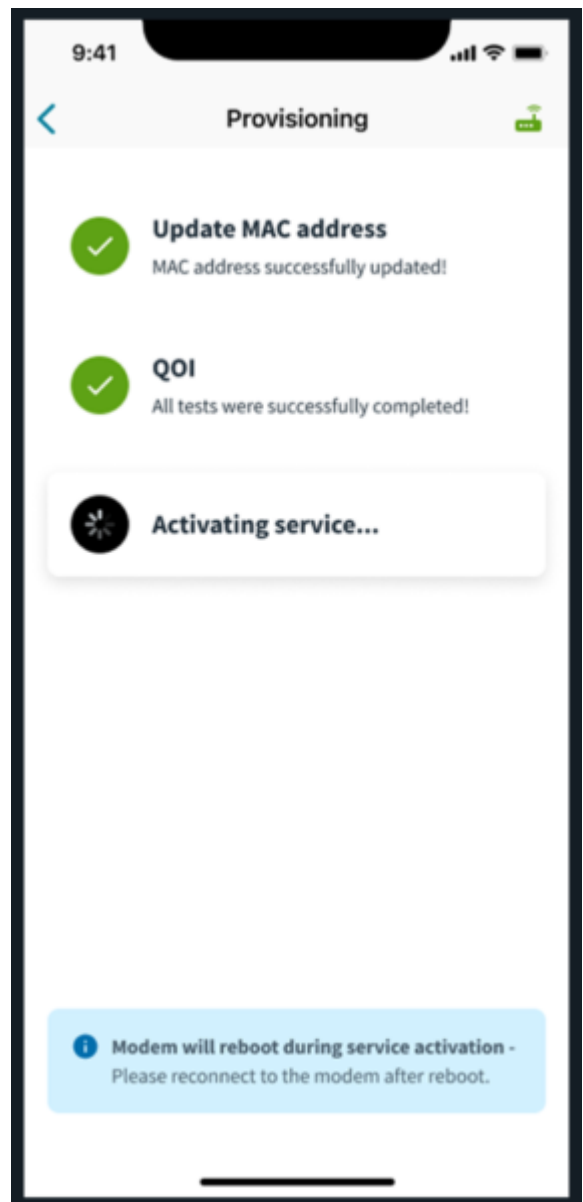 9:41
Provisioning
Update MAC address
MAC address successfully updated!
QOI
All tests were successfully completed!
Activating service...
Modem will reboot during service activation -
Please reconnect to the modem after reboot.